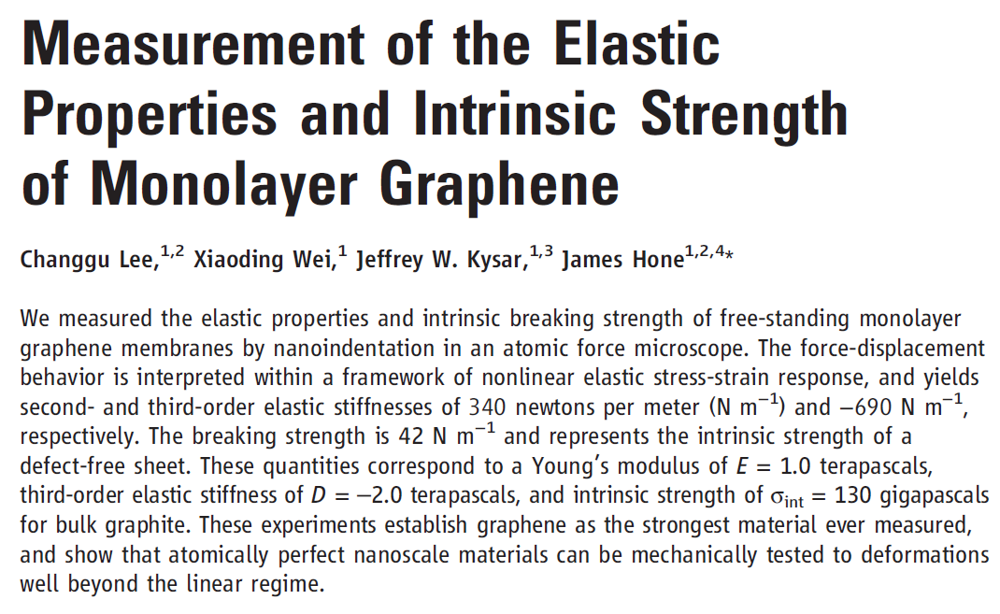 Measurement of the Elastic
Properties and Intrinsic Strength
of Monolayer Graphene
Changgu Lee,1,2 Xiaoding Wei,1 Jeffrey W. Kysar,1,3 James Hone1,2,4*
We measured the elastic properties and intrinsic breaking strength of free-standing monolayer
graphene membranes by nanoindentation in an atomic force microscope. The force-displacement
behavior is interpreted within a framework of nonlinear elastic stress-strain response, and yields
second- and third-order elastic stiffnesses of 340 newtons per meter (N m⁻¹) and −690 N m⁻¹,
respectively. The breaking strength is 42 N m⁻¹ and represents the intrinsic strength of a
defect-free sheet. These quantities correspond to a Young's modulus of E = 1.0 terapascals,
third-order elastic stiffness of D = −2.0 terapascals, and intrinsic strength of σint = 130 gigapascals
for bulk graphite. These experiments establish graphene as the strongest material ever measured,
and show that atomically perfect nanoscale materials can be mechanically tested to deformations
well beyond the linear regime.